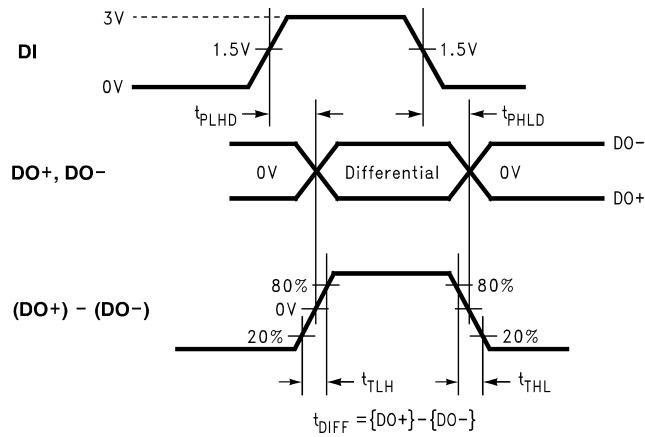 3V
DI
1.5V
1.5V
0V
tPLHD
tPHLD
DO-
DO+, DO-
0V
Differential
0V
DO+
80%
80%
(DO+) - (DO-)
0V
20%
20%
tTLH
tTHL
tDIFF = {DO+}-{DO-}